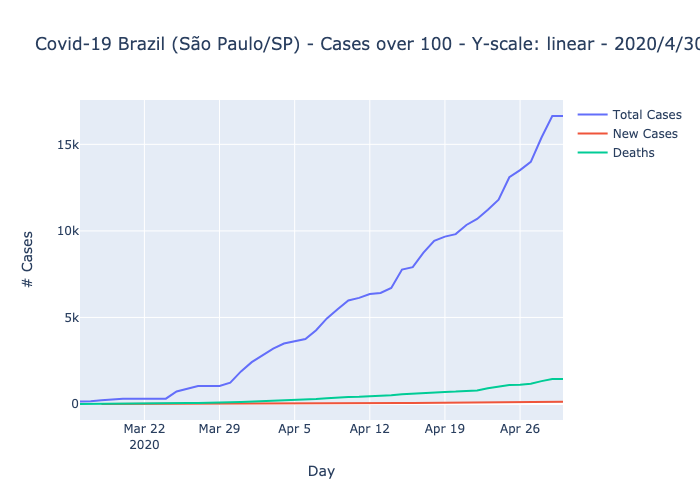 Covid-19 Brazil (São Paulo/SP) - Cases over 100 - Y-scale: linear - 2020/4/30
Total Cases
New Cases
Deaths
15k
10k
5k
0
# Cases
Mar 22 Mar 29 Apr 5 Apr 12 Apr 19 Apr 26
2020
Day